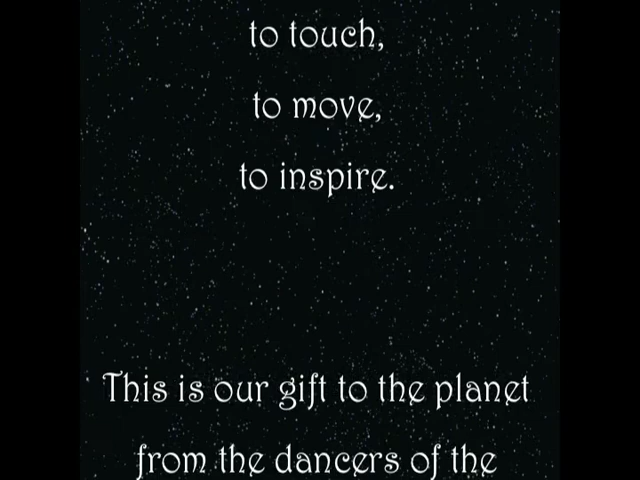 to touch,
to move,
to inspire.
This is our gift to the planet
from the dancers of the